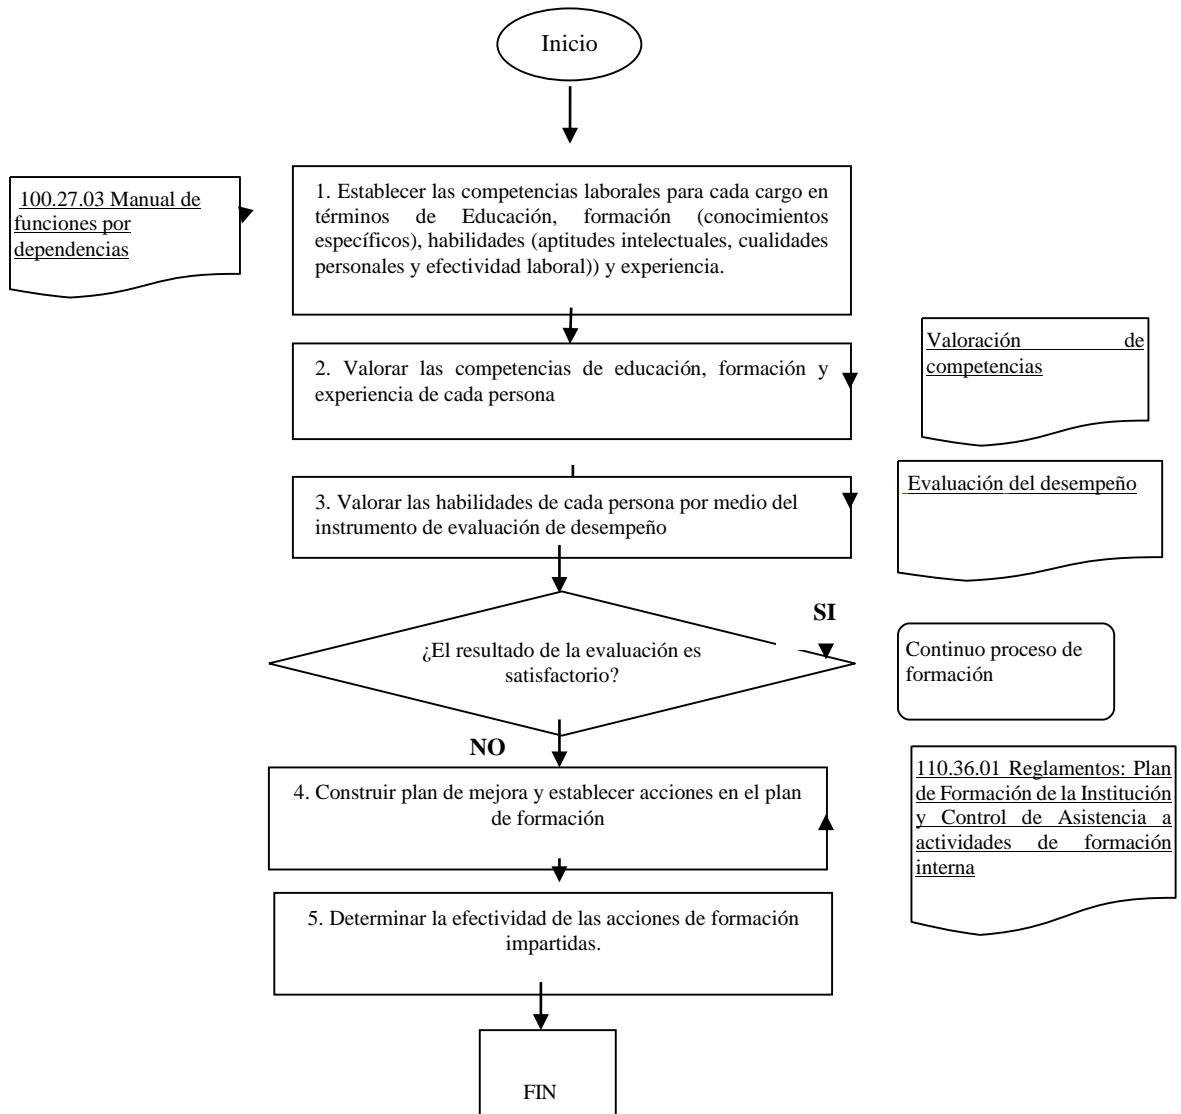 Inicio
100.27.03 Manual de
funciones por
dependencias
1. Establecer las competencias laborales para cada cargo en
términos de Educación, formación (conocimientos
específicos), habilidades (aptitudes intelectuales, cualidades
personales y efectividad laboral)) y experiencia.
2. Valorar las competencias de educación, formación y
experiencia de cada persona
Valoración de
competencias
3. Valorar las habilidades de cada persona por medio del
instrumento de evaluación de desempeño
Evaluación del desempeño
¿El resultado de la evaluación es
satisfactorio?
SI
Continuo proceso de
formación
NO
4. Construir plan de mejora y establecer acciones en el plan
de formación
110.36.01 Reglamentos: Plan
de Formación de la Institución
y Control de Asistencia a
actividades de formación
interna
5. Determinar la efectividad de las acciones de formación
impartidas.
FIN